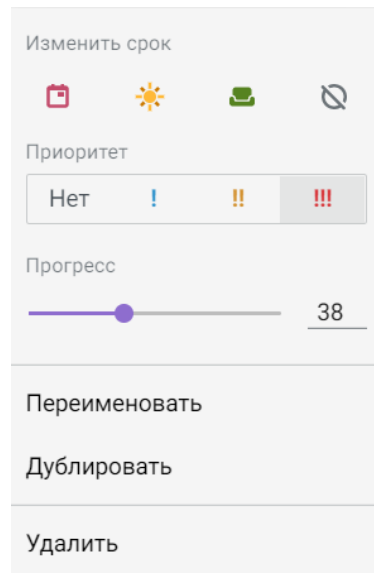 Изменить срок
Приоритет
Нет ! !! !!!
Прогресс
38
Переименовать
Дублировать
Удалить